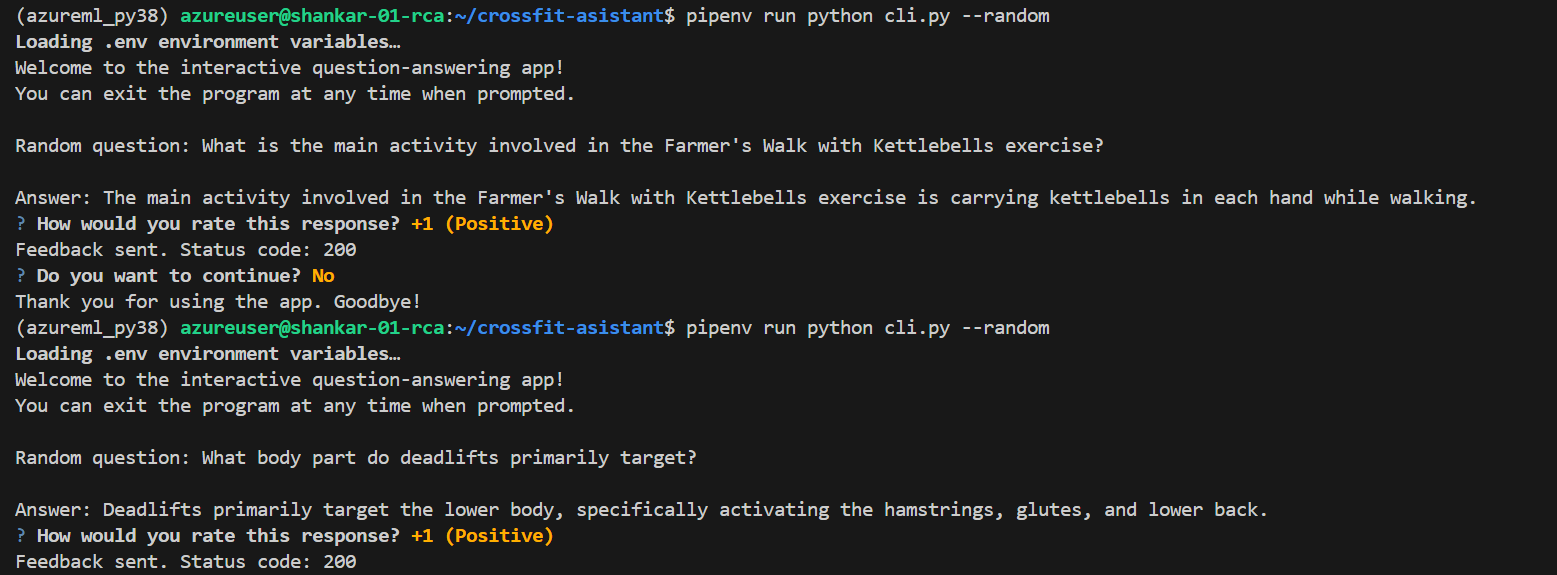 (azureml_py38) azureuser@shankar-01-rca:~/crossfit-asistant$ pipenv run python cli.py --random
Loading .env environment variables…
Welcome to the interactive question-answering app!
You can exit the program at any time when prompted.
Random question: What is the main activity involved in the Farmer's Walk with Kettlebells exercise?
Answer: The main activity involved in the Farmer's Walk with Kettlebells exercise is carrying kettlebells in each hand while walking.
? How would you rate this response? +1 (Positive)
Feedback sent. Status code: 200
? Do you want to continue? No
Thank you for using the app. Goodbye!
(azureml_py38) azureuser@shankar-01-rca:~/crossfit-asistant$ pipenv run python cli.py --random
Loading .env environment variables…
Welcome to the interactive question-answering app!
You can exit the program at any time when prompted.
Random question: What body part do deadlifts primarily target?
Answer: Deadlifts primarily target the lower body, specifically activating the hamstrings, glutes, and lower back.
? How would you rate this response? +1 (Positive)
Feedback sent. Status code: 200